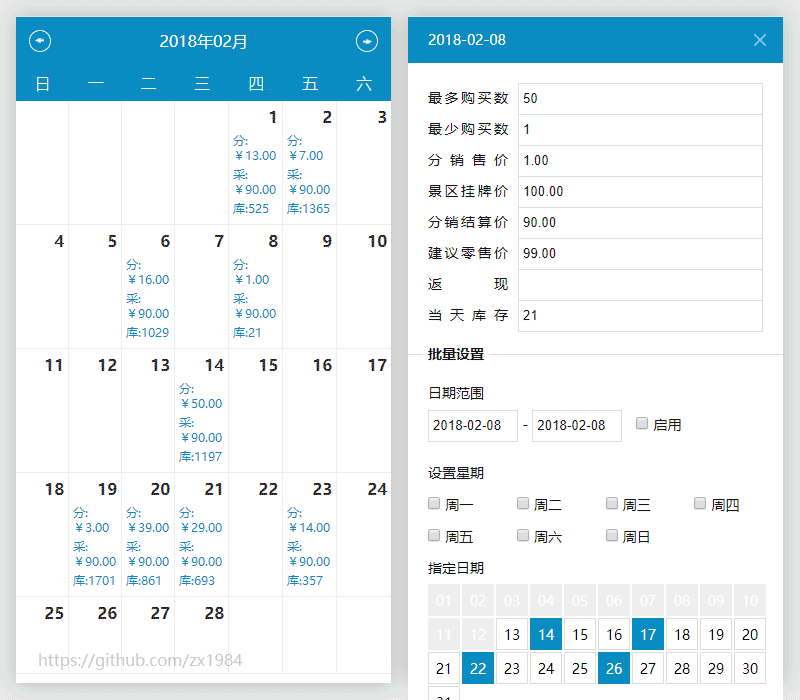 2018年02月
日 一 二 三 四 五 六
1 2 3
分: 分:
￥13.00 ￥7.00
采: 采:
￥90.00 ￥90.00
库:525 库:1365
4 5 6 7 8 9 10
分: 分:
￥16.00 ￥1.00
采: 采:
￥90.00 ￥90.00
库:1029 库:21
11 12 13 14 15 16 17
分:
￥50.00
采:
￥90.00
库:1197
18 19 20 21 22 23 24
分: 分: 分: 分:
￥3.00 ￥39.00 ￥29.00 ￥14.00
采: 采: 采: 采:
￥90.00 ￥90.00 ￥90.00 ￥90.00
库:1701 库:861 库:693 库:357
25 26 27 28
https://github.com/zx1984
2018-02-08
最多购买数 50
最少购买数 1
分销售价 1.00
景区挂牌价 100.00
分销结算价 90.00
建议零售价 99.00
返现
当天库存 21
批量设置
日期范围
2018-02-08 - 2018-02-08 启用
设置星期
周一 周二 周三 周四
周五 周六 周日
指定日期
01 02 03 04 05 06 07 08 09 10
11 12 13 14 15 16 17 18 19 20
21 22 23 24 25 26 27 28 29 30